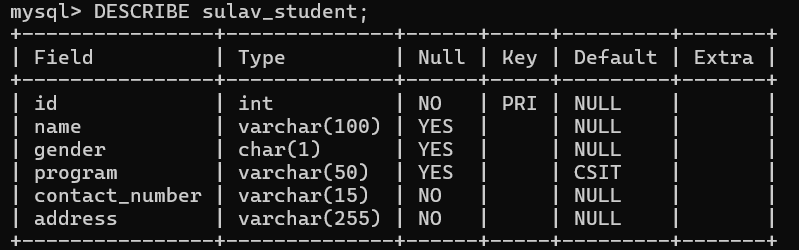 mysql> DESCRIBE sulav_student;
+----------------+--------------+------+-----+---------+-------+
| Field          | Type         | Null | Key | Default | Extra |
+----------------+--------------+------+-----+---------+-------+
| id             | int          | NO   | PRI | NULL    |       |
| name           | varchar(100) | YES  |     | NULL    |       |
| gender         | char(1)      | YES  |     | NULL    |       |
| program        | varchar(50)  | YES  |     | CSIT    |       |
| contact_number | varchar(15)  | NO   |     | NULL    |       |
| address        | varchar(255) | NO   |     | NULL    |       |
+----------------+--------------+------+-----+---------+-------+